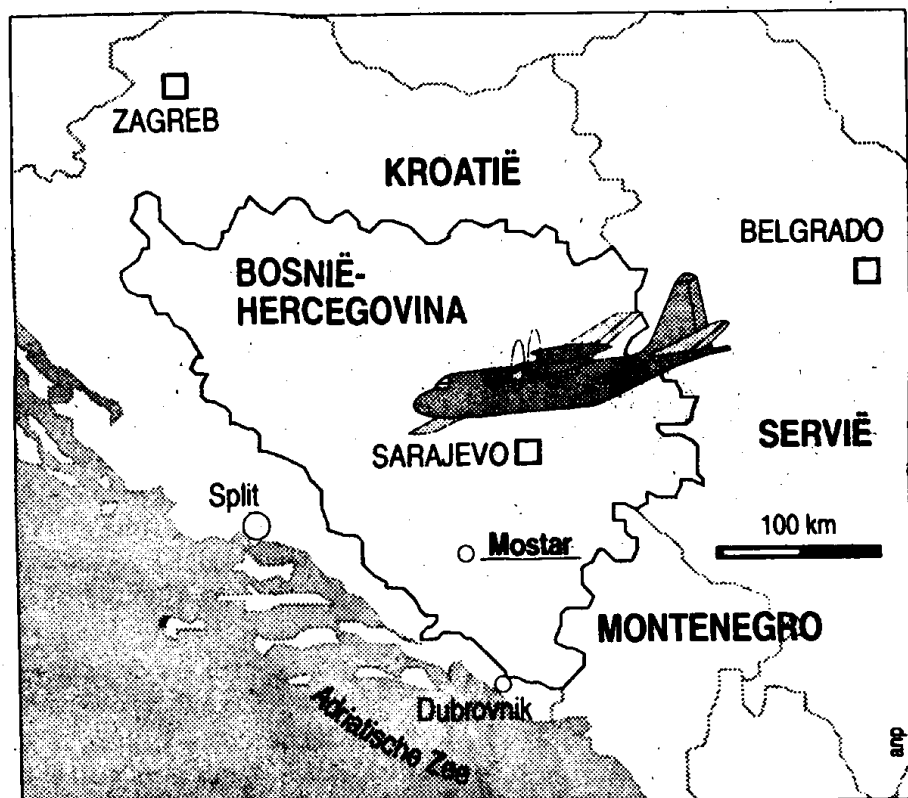 ZAGREB
KROATIË
BELGRADO
BOSNIË-
HERCEGOVINA
SERVIË
SARAJEVO
Split
100 km
Mostar
MONTENEGRO
Dubrovnik
Adriatische Zee
anp